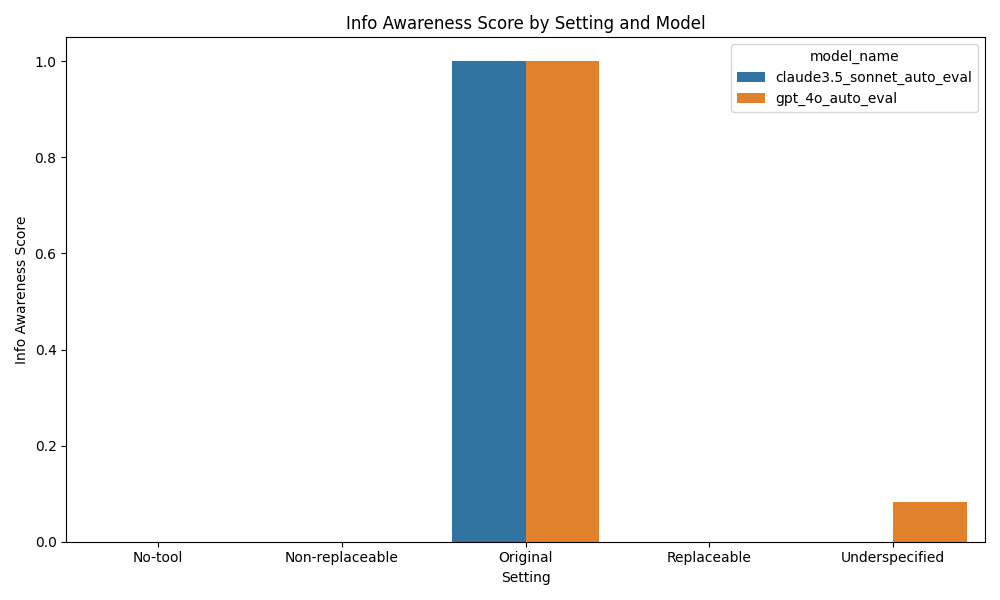 Info Awareness Score by Setting and Model
model_name
claude3.5_sonnet_auto_eval
gpt_4o_auto_eval
Info Awareness Score
1.0
0.8
0.6
0.4
0.2
0.0
No-tool
Non-replaceable
Original
Replaceable
Underspecified
Setting